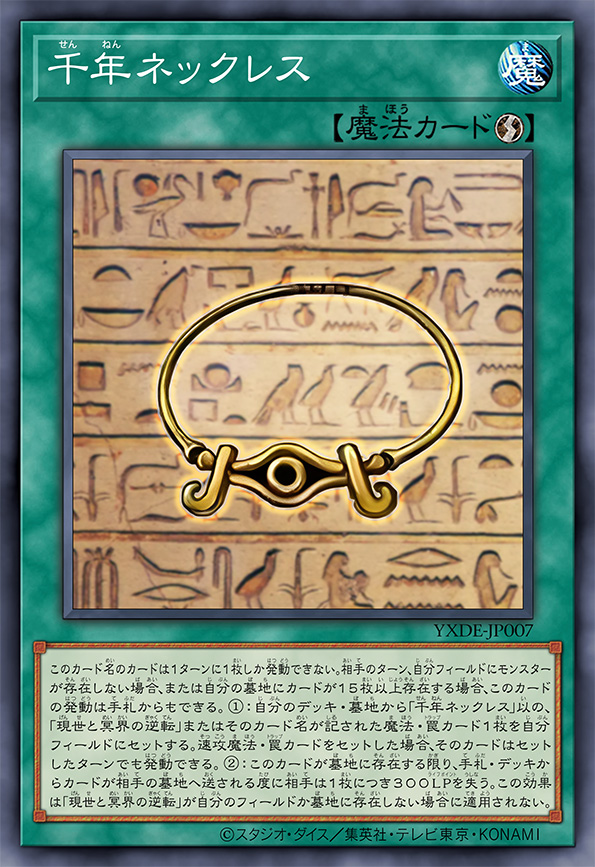 千年ネックレス
魔
【魔法カード】
YXDE-JP007
このカード名のカードは1ターンに1枚しか発動できない。相手のターン、自分フィールドにモンスター
が存在しない場合、または自分の墓地にカードが15枚以上存在する場合、このカード
の発動は手札からもできる。①:自分のデッキ・墓地から「千年ネックレス」以外の、
「現世と冥界の逆転」またはそのカード名が記された魔法・罠カード1枚を自分
フィールドにセットする。速攻魔法・罠カードをセットした場合、そのカードはセット
したターンでも発動できる。②:このカードが墓地に存在する限り、手札・デッキ
からカードが相手の墓地へ送される度に相手は1枚につき300LPを失う。この効果
は「現世と冥界の逆転」が自分のフィールドか墓地に存在しない場合に適用されない。
©スタジオ・ダイス/集英社・テレビ東京・KONAMI